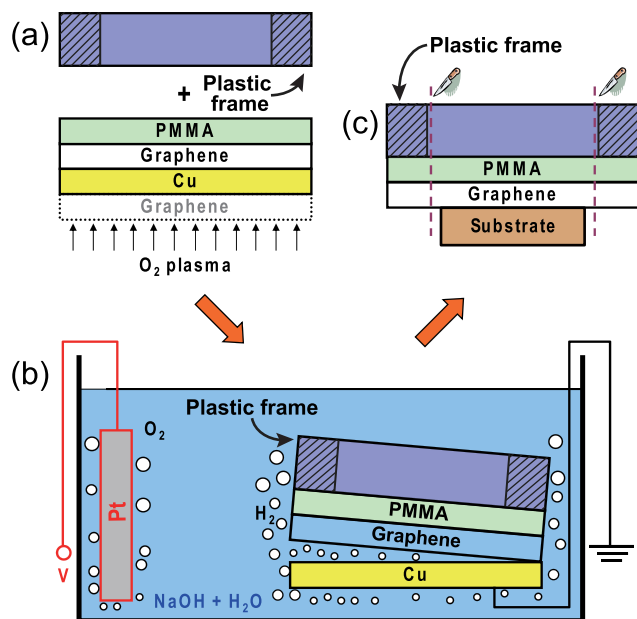 (a)
+
Plastic
frame
PMMA
Graphene
Cu
Graphene
O₂ plasma
Plastic frame
(c)
PMMA
Graphene
Substrate
(b)
Plastic frame
O₂
Pt
H₂
PMMA
Graphene
Cu
V
NaOH + H₂O